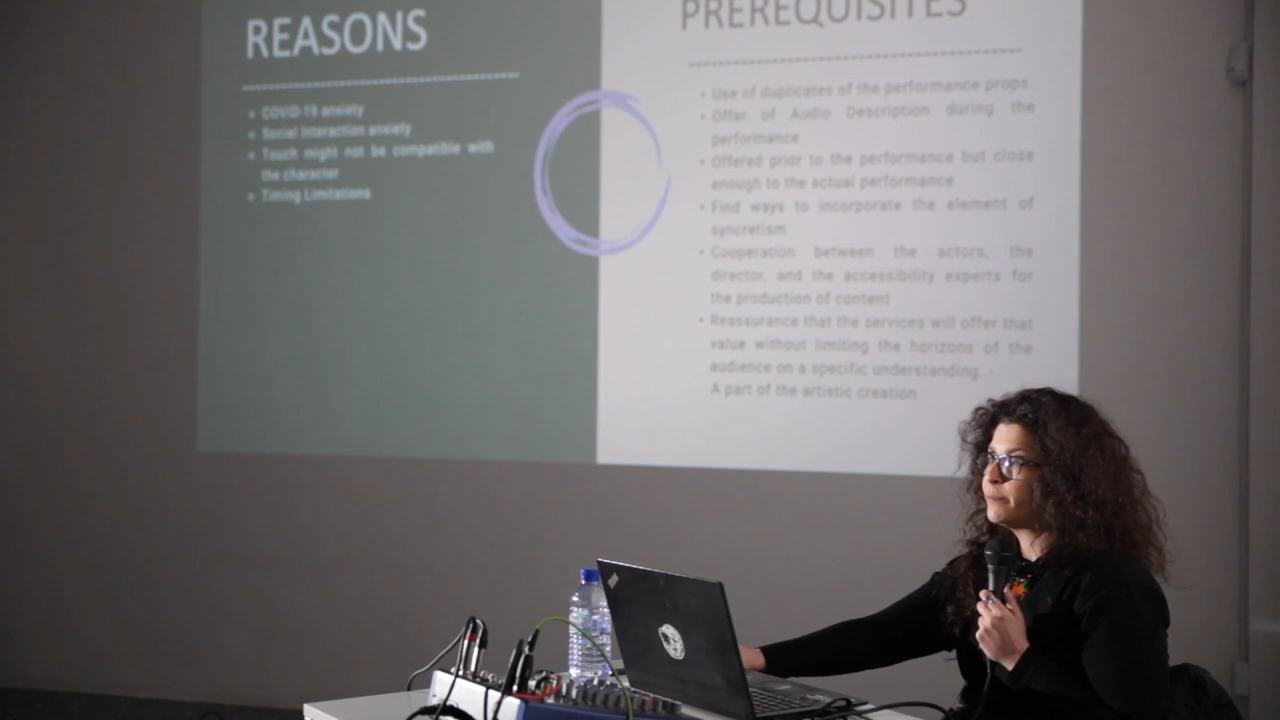 REASONS
• COVID-19 anxiety
• Social Interaction anxiety
• Touch might not be compatible with
the character
• Timing Limitations
PREREQUISITES
• Use of duplicates of the performance props.
• Offer of Audio Description during the
performance
• Offered prior to the performance but close
enough to the actual performance
• Find ways to incorporate the element of
syncretism
• Cooperation between the actors, the
director, and the accessibility experts for
the production of content
• Reassurance that the services will offer that
value without limiting the horizons of the
audience on a specific understanding. -
A part of the artistic creation